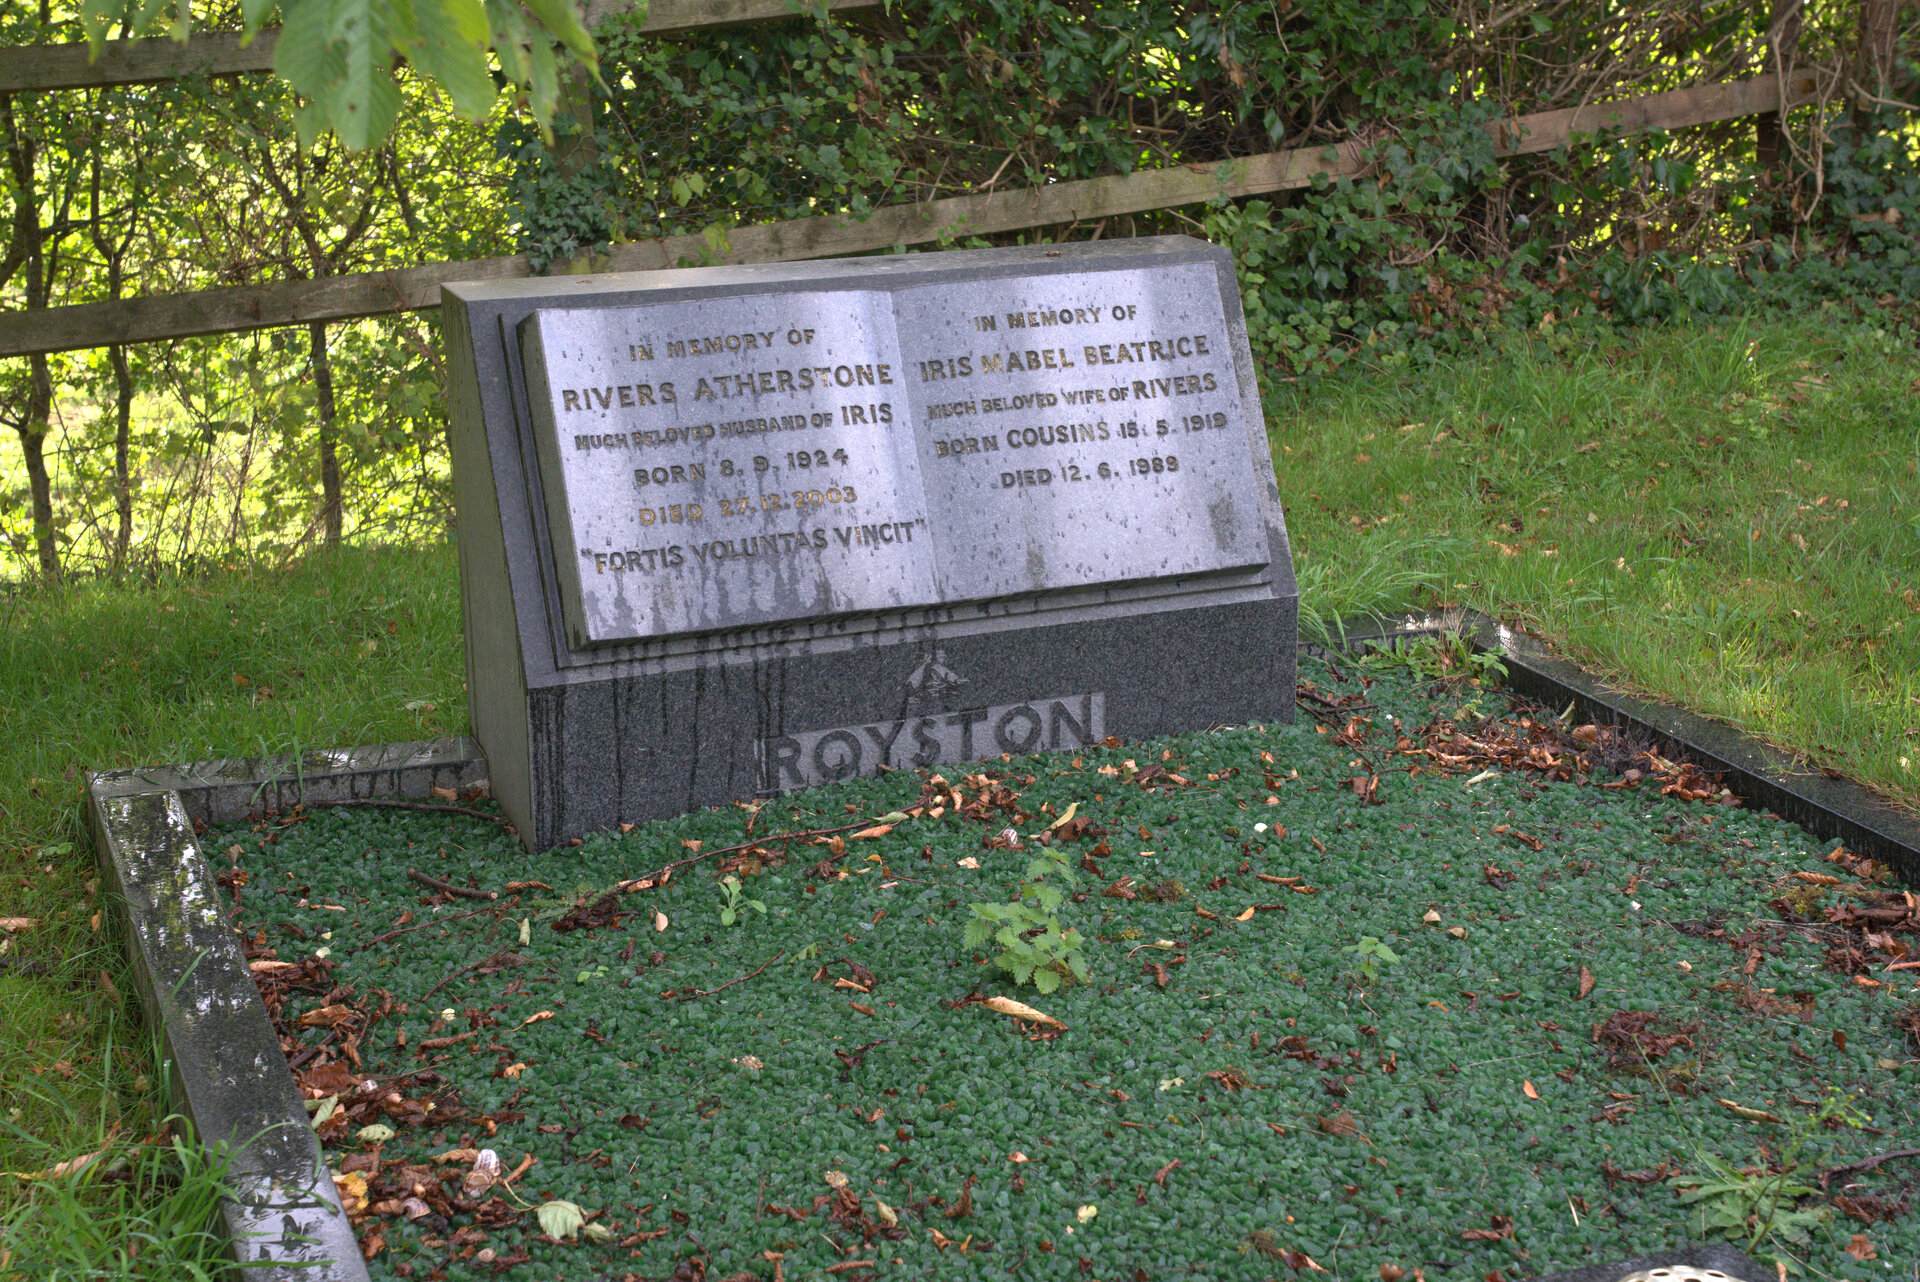 IN MEMORY OF
RIVERS ATHERSTONE
MUCH BELOVED HUSBAND OF IRIS
BORN 8. 9. 1924
DIED 27.12.2003
"FORTIS VOLUNTAS VINCIT"
IN MEMORY OF
IRIS MABEL BEATRICE
MUCH BELOVED WIFE OF RIVERS
BORN COUSINS 15. 5. 1919
DIED 12. 6. 1989
ROYSTON